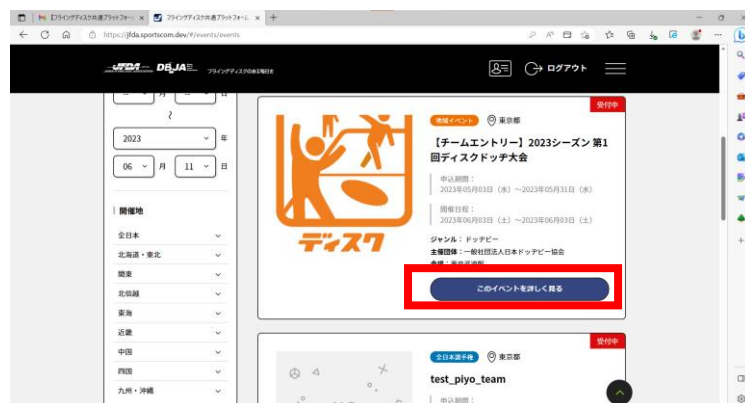 【フライングディスク共通プラットフォー
フライングディスク共通プラットフォーム
https://jfda.sportscom.dev/#/events/events
JFDA DBJA フライングディスクのまえ毎日を
ログアウト
月
日
2023 年
06 月 11 日
開催地
全日本
北海道・東北
関東
北信越
東海
近畿
中国
四国
九州・沖縄
受付中
地域イベント 東京都
【チームエントリー】2023シーズン 第1
回ディスクドッヂ大会
申込期間：
2023年05月03日（水）～2023年05月31日（水）
開催日程：
2023年06月03日（土）～2023年06月03日（土）
ジャンル：ドッヂビー
主催団体：一般社団法人日本ドッヂビー協会
このイベントを詳しく見る
ディスク
受付中
全日本選手権 東京都
test_piyo_team
申込期間：